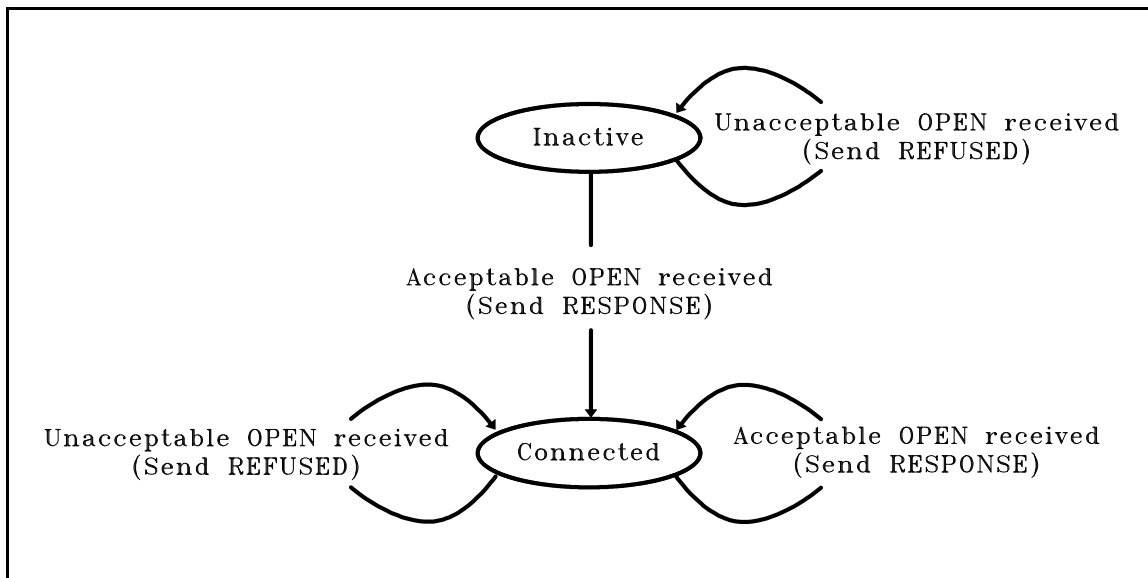 Inactive
Unacceptable OPEN received
(Send REFUSED)
Acceptable OPEN received
(Send RESPONSE)
Unacceptable OPEN received
(Send REFUSED)
Connected
Acceptable OPEN received
(Send RESPONSE)